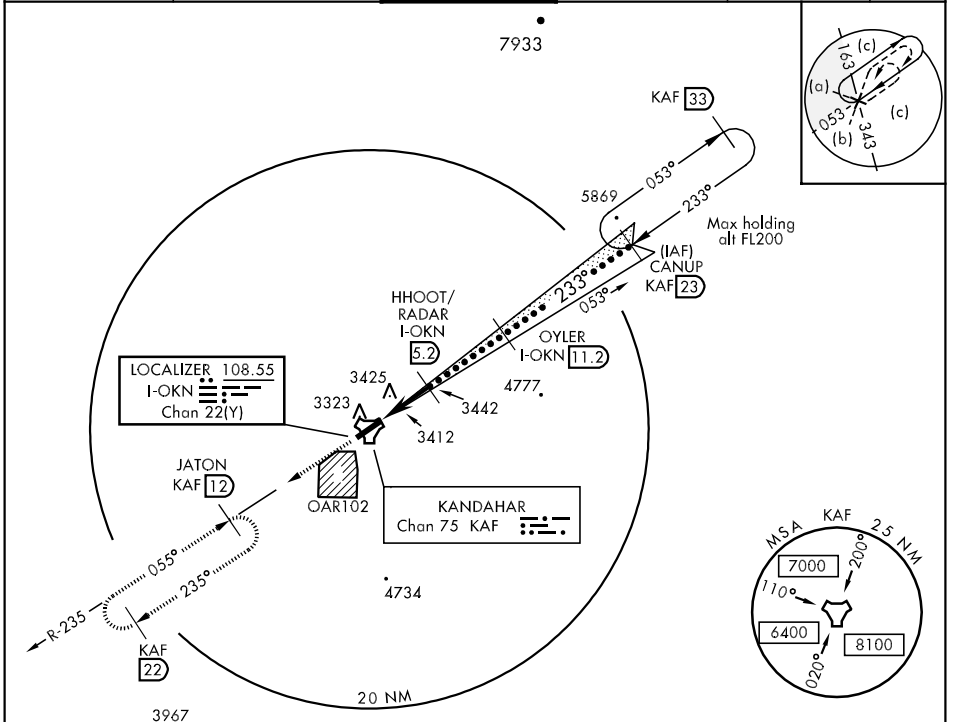 7933
163
(c)
(a)
053
(b)
343
(c)
KAF 33
053°
233°
5869
Max holding
alt FL200
(IAF)
CANUP
KAF 23
233°
053°
HHOOT/
RADAR
I-OKN
5.2
OYLER
I-OKN 11.2
LOCALIZER 108.55
I-OKN
Chan 22(Y)
3425
3323
4777
3442
3412
JATON
KAF 12
OAR102
KANDAHAR
Chan 75 KAF
055°
235°
R-235
KAF
22
4734
20 NM
3967
MSA KAF 25 NM
7000
200°
110°
6400
8100
020°